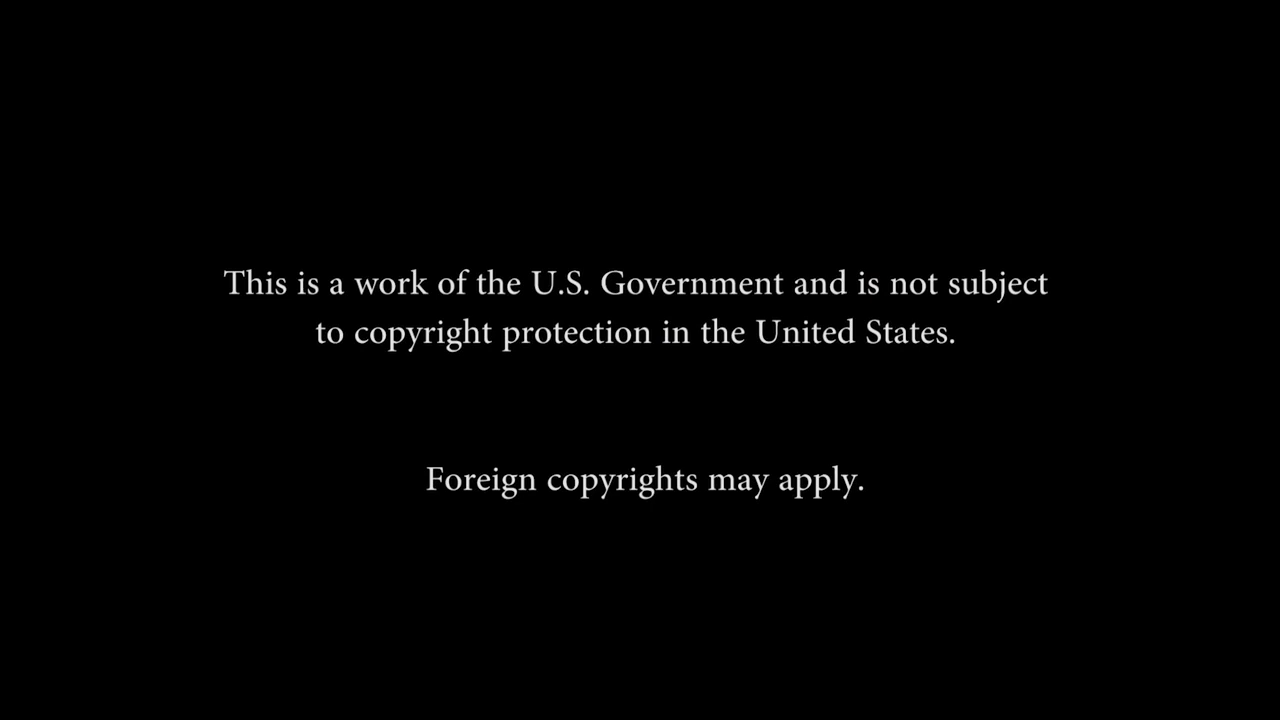 This is a work of the U.S. Government and is not subject
to copyright protection in the United States.
Foreign copyrights may apply.